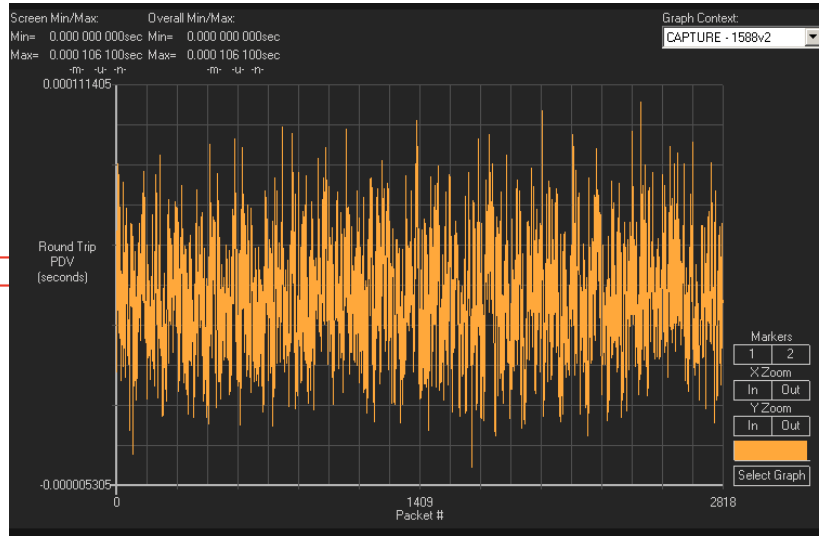 Screen Min/Max: Overall Min/Max:
Min= 0.000 000 000sec Min= 0.000 000 000sec
Max= 0.000 106 100sec Max= 0.000 106 100sec
-m- -u- -n- -m- -u- -n-
Graph Context:
CAPTURE - 1588v2
0.000111405
Round Trip
PDV
(seconds)
-0.000005305
0 1409 2818
Packet #
Markers
1 2
X Zoom
In Out
Y Zoom
In Out
Select Graph